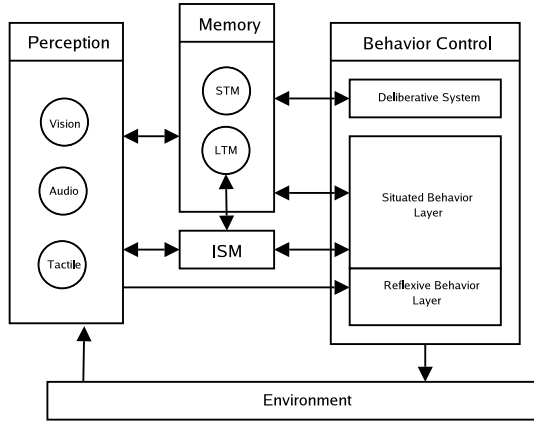 Perception
Vision
Audio
Tactile
Memory
STM
LTM
ISM
Behavior Control
Deliberative System
Situated Behavior
Layer
Reflexive Behavior
Layer
Environment